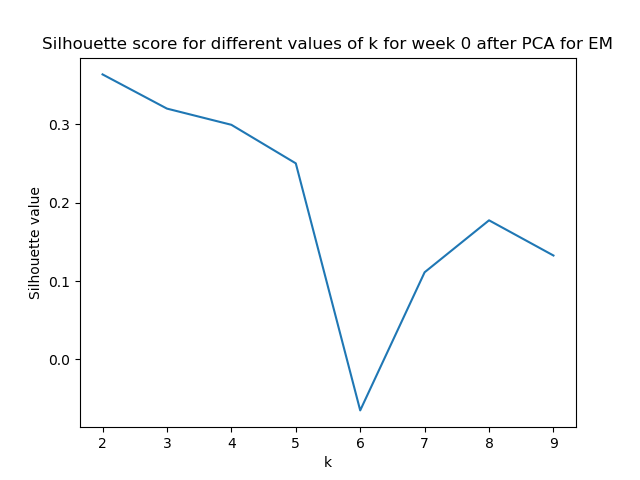 Silhouette score for different values of k for week 0 after PCA for EM
Silhouette value
0.3
0.2
0.1
0.0
2 3 4 5 6 7 8 9
k